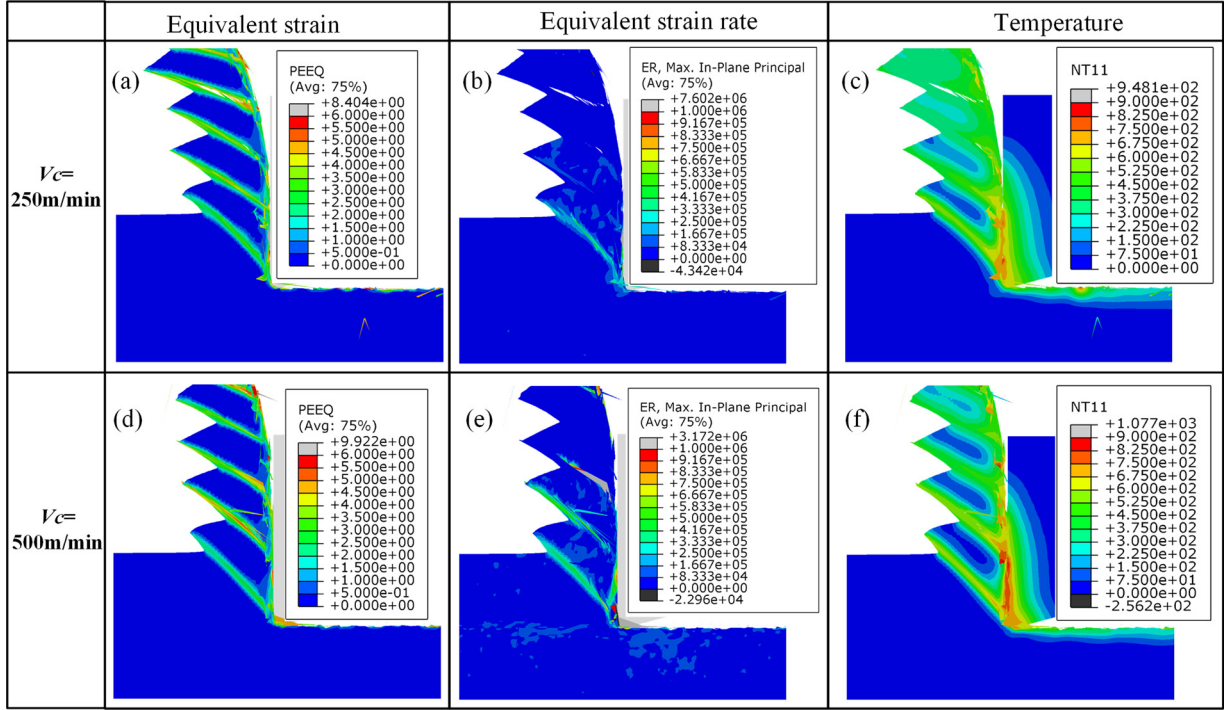 Equivalent strain
Equivalent strain rate
Temperature
Vc=
250m/min
(a)
PEEQ
(Avg: 75%)
+8.404e+00
+6.000e+00
+5.500e+00
+5.000e+00
+4.500e+00
+4.000e+00
+3.500e+00
+3.000e+00
+2.500e+00
+2.000e+00
+1.500e+00
+1.000e+00
+5.000e-01
+0.000e+00
(b)
ER, Max. In-Plane Principal
(Avg: 75%)
+7.602e+06
+1.000e+06
+9.167e+05
+8.333e+05
+7.500e+05
+6.667e+05
+5.833e+05
+5.000e+05
+4.167e+05
+3.333e+05
+2.500e+05
+1.667e+05
+8.333e+04
+0.000e+00
-4.342e+04
(c)
NT11
+9.481e+02
+9.000e+02
+8.250e+02
+7.500e+02
+6.750e+02
+6.000e+02
+5.250e+02
+4.500e+02
+3.750e+02
+3.000e+02
+2.250e+02
+1.500e+02
+7.500e+01
+0.000e+00
Vc=
500m/min
(d)
PEEQ
(Avg: 75%)
+9.922e+00
+6.000e+00
+5.500e+00
+5.000e+00
+4.500e+00
+4.000e+00
+3.500e+00
+3.000e+00
+2.500e+00
+2.000e+00
+1.500e+00
+1.000e+00
+5.000e-01
+0.000e+00
(e)
ER, Max. In-Plane Principal
(Avg: 75%)
+3.172e+06
+1.000e+06
+9.167e+05
+8.333e+05
+7.500e+05
+6.667e+05
+5.833e+05
+5.000e+05
+4.167e+05
+3.333e+05
+2.500e+05
+1.667e+05
+8.333e+04
+0.000e+00
-2.296e+04
(f)
NT11
+1.077e+03
+9.000e+02
+8.250e+02
+7.500e+02
+6.750e+02
+6.000e+02
+5.250e+02
+4.500e+02
+3.750e+02
+3.000e+02
+2.250e+02
+1.500e+02
+7.500e+01
+0.000e+00
-2.562e+02